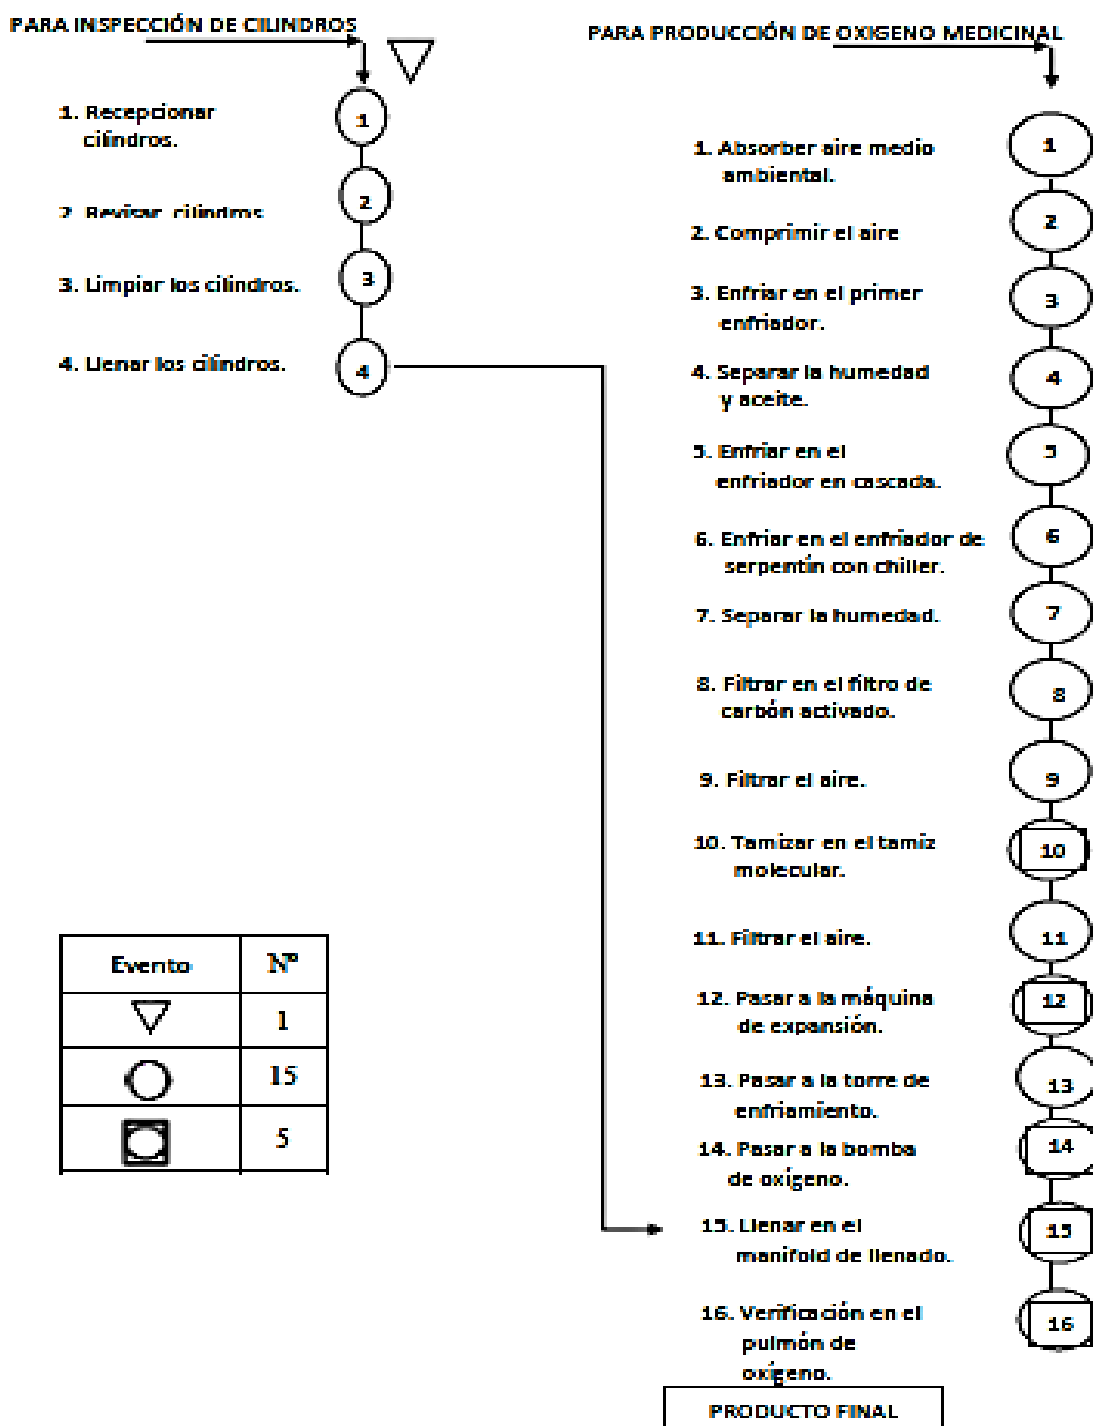 PARA INSPECCIÓN DE CILINDROS
1. Recepcionar
cilindros.
2. Revisar cilindros
3. Limpiar los cilindros.
4. Llenar los cilíndros.
1
2
3
4
Evento Nº
1
15
5
PARA PRODUCCIÓN DE OXIGENO MEDICINAL
1. Absorber aire medio
ambiental.
2. Comprimir el aire
3. Enfriar en el primer
enfriador.
4. Separar la humedad
y aceite.
5. Enfriar en el
enfriador en cascada.
6. Enfriar en el enfriador de
serpentín con chiller.
7. Separar la humedad.
8. Filtrar en el filtro de
carbón activado.
9. Filtrar el aire.
10. Tamizar en el tamiz
molecular.
11. Filtrar el aire.
12. Pasar a la máquina
de expansión.
13. Pasar a la torre de
enfriamiento.
14. Pasar a la bomba
de oxígeno.
15. Llenar en el
manifold de llenado.
16. Verificación en el
pulmón de
oxígeno.
1
2
3
4
5
6
7
8
9
10
11
12
13
14
15
16
PRODUCTO FINAL